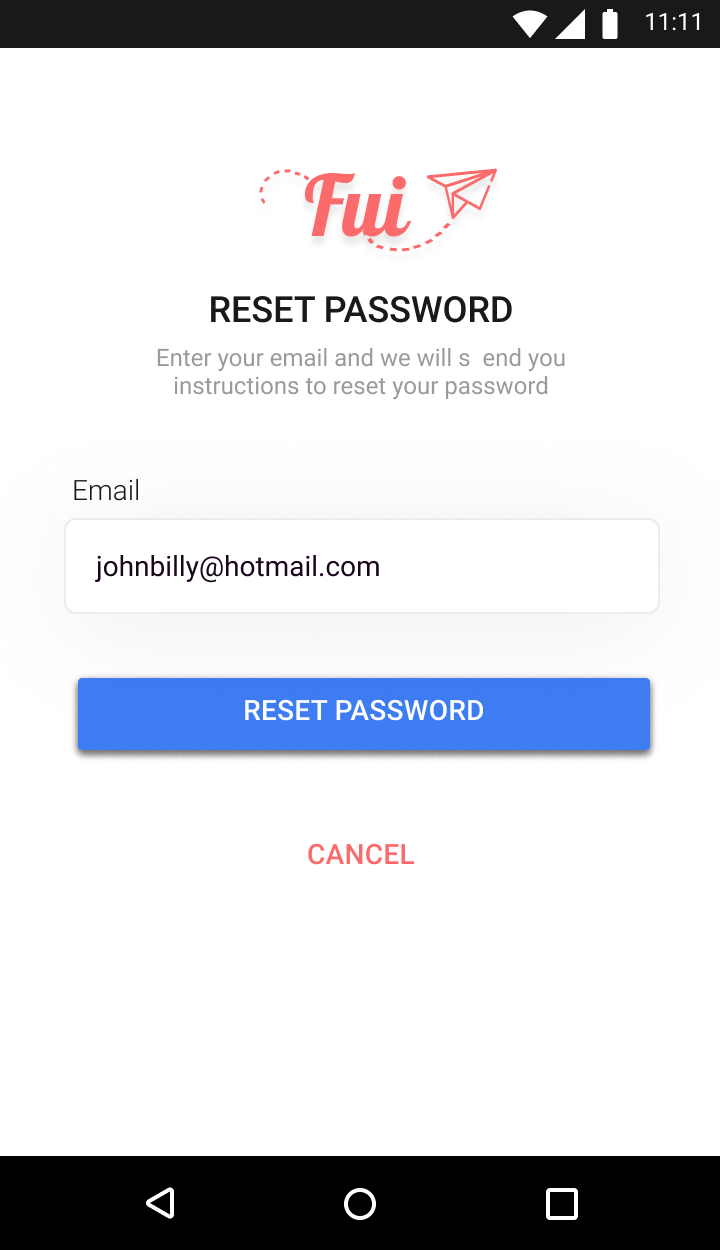 11:11
Fui
RESET PASSWORD
Enter your email and we will s  end you
instructions to reset your password
Email
johnbilly@hotmail.com
RESET PASSWORD
CANCEL